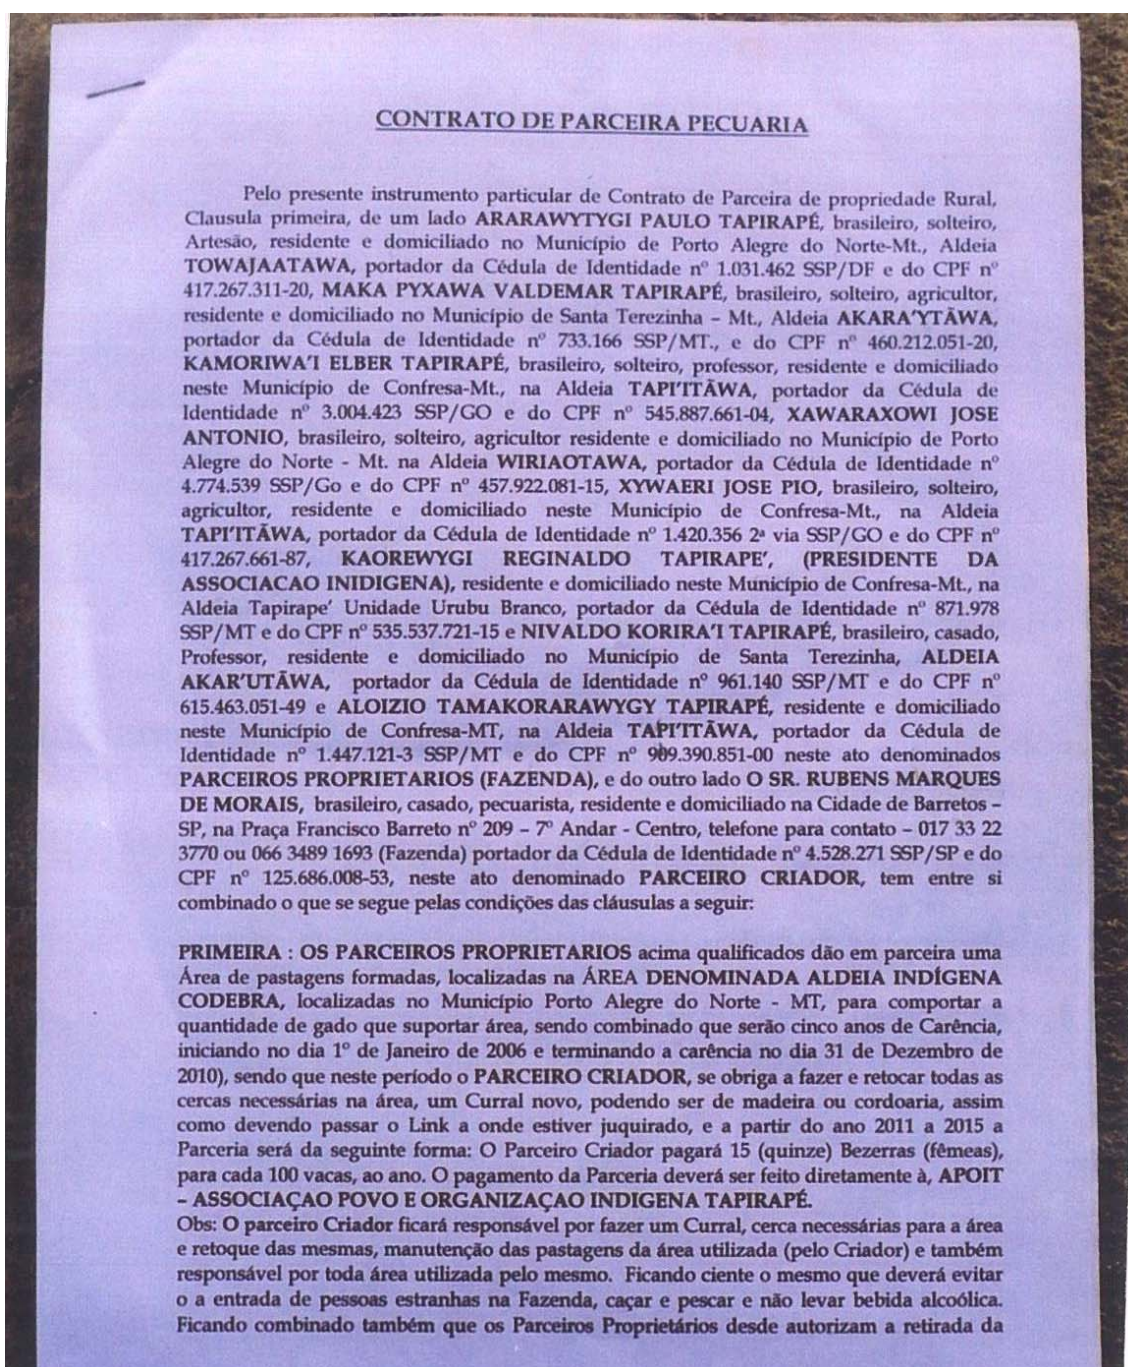 CONTRATO DE PARCEIRA PECUARIA
Pelo presente instrumento particular de Contrato de Parceira de propriedade Rural,
Clausula primeira, de um lado ARARAWYTYGI PAULO TAPIRAPÉ, brasileiro, solteiro,
Artesão, residente e domiciliado no Município de Porto Alegre do Norte-Mt., Aldeia
TOWAJAATAWA, portador da Cédula de Identidade nº 1.031.462 SSP/DF e do CPF nº
417.267.311-20, MAKA PYXAWA VALDEMAR TAPIRAPÉ, brasileiro, solteiro, agricultor,
residente e domiciliado no Município de Santa Terezinha – Mt., Aldeia AKARA'YTÃWA,
portador da Cédula de Identidade nº 733.166 SSP/MT., e do CPF nº 460.212.051-20,
KAMORIWA'I ELBER TAPIRAPÉ, brasileiro, solteiro, professor, residente e domiciliado
neste Município de Confresa-Mt., na Aldeia TAPI'ITÃWA, portador da Cédula de
Identidade nº 3.004.423 SSP/GO e do CPF nº 545.887.661-04, XAWARAXOWI JOSE
ANTONIO, brasileiro, solteiro, agricultor residente e domiciliado no Município de Porto
Alegre do Norte - Mt. na Aldeia WIRIAOTAWA, portador da Cédula de Identidade nº
4.774.539 SSP/Go e do CPF nº 457.922.081-15, XYWAERI JOSE PIO, brasileiro, solteiro,
agricultor, residente e domiciliado neste Município de Confresa-Mt., na Aldeia
TAPI'ITÃWA, portador da Cédula de Identidade nº 1.420.356 2ª via SSP/GO e do CPF nº
417.267.661-87, KAOREWYGI REGINALDO TAPIRAPE', (PRESIDENTE DA
ASSOCIACAO INIDIGENA), residente e domiciliado neste Município de Confresa-Mt., na
Aldeia Tapirape' Unidade Urubu Branco, portador da Cédula de Identidade nº 871.978
SSP/MT e do CPF nº 535.537.721-15 e NIVALDO KORIRA'I TAPIRAPÉ, brasileiro, casado,
Professor, residente e domiciliado no Município de Santa Terezinha, ALDEIA
AKAR'UTÃWA, portador da Cédula de Identidade nº 961.140 SSP/MT e do CPF nº
615.463.051-49 e ALOIZIO TAMAKORARAWYGY TAPIRAPÉ, residente e domiciliado
neste Município de Confresa-MT, na Aldeia TAPI'ITÃWA, portador da Cédula de
Identidade nº 1.447.121-3 SSP/MT e do CPF nº 909.390.851-00 neste ato denominados
PARCEIROS PROPRIETARIOS (FAZENDA), e do outro lado O SR. RUBENS MARQUES
DE MORAIS, brasileiro, casado, pecuarista, residente e domiciliado na Cidade de Barretos –
SP, na Praça Francisco Barreto nº 209 – 7º Andar - Centro, telefone para contato – 017 33 22
3770 ou 066 3489 1693 (Fazenda) portador da Cédula de Identidade nº 4.528.271 SSP/SP e do
CPF nº 125.686.008-53, neste ato denominado PARCEIRO CRIADOR, tem entre si
combinado o que se segue pelas condições das cláusulas a seguir:
PRIMEIRA : OS PARCEIROS PROPRIETARIOS acima qualificados dão em parceira uma
Área de pastagens formadas, localizadas na ÁREA DENOMINADA ALDEIA INDÍGENA
CODEBRA, localizadas no Município Porto Alegre do Norte - MT, para comportar a
quantidade de gado que suportar área, sendo combinado que serão cinco anos de Carência,
iniciando no dia 1º de Janeiro de 2006 e terminando a carência no dia 31 de Dezembro de
2010), sendo que neste período o PARCEIRO CRIADOR, se obriga a fazer e retocar todas as
cercas necessárias na área, um Curral novo, podendo ser de madeira ou cordoaria, assim
como devendo passar o Link a onde estiver juquirado, e a partir do ano 2011 a 2015 a
Parceria será da seguinte forma: O Parceiro Criador pagará 15 (quinze) Bezerras (fêmeas),
para cada 100 vacas, ao ano. O pagamento da Parceria deverá ser feito diretamente à, APOIT
– ASSOCIAÇAO POVO E ORGANIZAÇAO INDIGENA TAPIRAPÉ.
Obs: O parceiro Criador ficará responsável por fazer um Curral, cerca necessárias para a área
e retoque das mesmas, manutenção das pastagens da área utilizada (pelo Criador) e também
responsável por toda área utilizada pelo mesmo. Ficando ciente o mesmo que deverá evitar
o a entrada de pessoas estranhas na Fazenda, caçar e pescar e não levar bebida alcoólica.
Ficando combinado também que os Parceiros Proprietários desde autorizam a retirada da